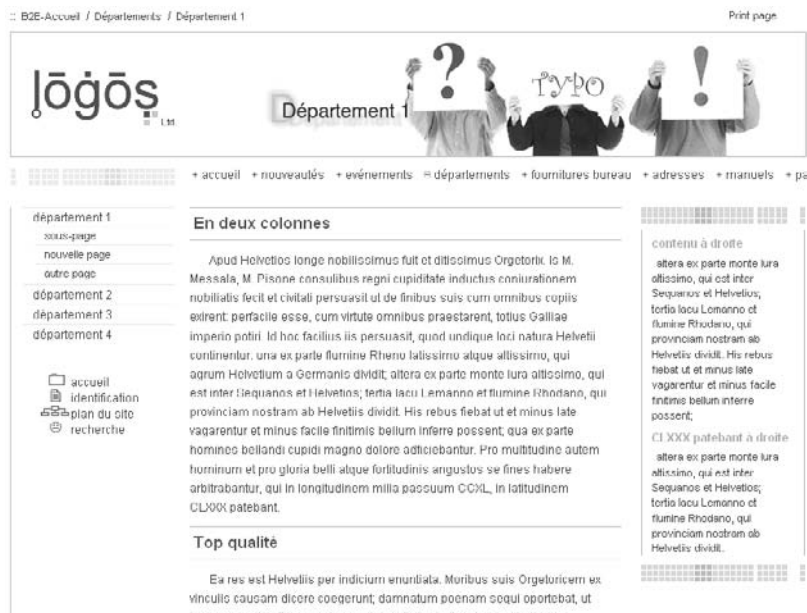 :: B2E-Accueil / Départements / Département 1
Print page
lōġōs
Ltd.
Département 1
?
TYPO
!
+ accueil + nouveautés + evénements départements + fournitures bureau + adresses + manuels + pa
département 1
sous-page
nouvelle page
autre page
département 2
département 3
département 4
accueil
identification
plan du site
recherche
En deux colonnes
Apud Helvetios longe nobilissimus fuit et ditissimus Orgetorix. Is M.
Messala, M. Pisone consulibus regni cupiditate inductus coniurationem
nobilitatis fecit et civitati persuasit ut de finibus suis cum omnibus copiis
exirent: perfacile esse, cum virtute omnibus praestarent, totius Galliae
imperio potiri. Id hoc facilius iis persuasit, quod undique loci natura Helvetii
continentur: una ex parte flumine Rheno latissimo atque altissimo, qui
agrum Helvetium a Germanis dividit; altera ex parte monte Iura altissimo, qui
est inter Sequanos et Helvetios; tertia lacu Lemanno et flumine Rhodano, qui
provinciam nostram ab Helvetiis dividit. His rebus fiebat ut et minus late
vagarentur et minus facile finitimis bellum inferre possent; qua ex parte
homines bellandi cupidi magno dolore adficiebantur. Pro multitudine autem
hominum et pro gloria belli atque fortitudinis angustos se fines habere
arbitrabantur, qui in longitudinem milia passuum CCXL, in latitudinem
CLXXX patebant.
Top qualité
Ea res est Helvetiis per indicium enuntiata. Moribus suis Orgetoricem ex
vinculis causam dicere coegerunt; damnatum poenam sequi oportebat, ut
contenu à droite
altera ex parte monte Iura
altissimo, qui est inter
Sequanos et Helvetios;
tertia lacu Lemanno et
flumine Rhodano, qui
provinciam nostram ab
Helvetiis dividit. His rebus
fiebat ut et minus late
vagarentur et minus facile
finitimis bellum inferre
possent;
CLXXX patebant à droite
altera ex parte monte Iura
altissimo, qui est inter
Sequanos et Helvetios;
tertia lacu Lemanno et
flumine Rhodano, qui
provinciam nostram ab
Helvetiis dividit.